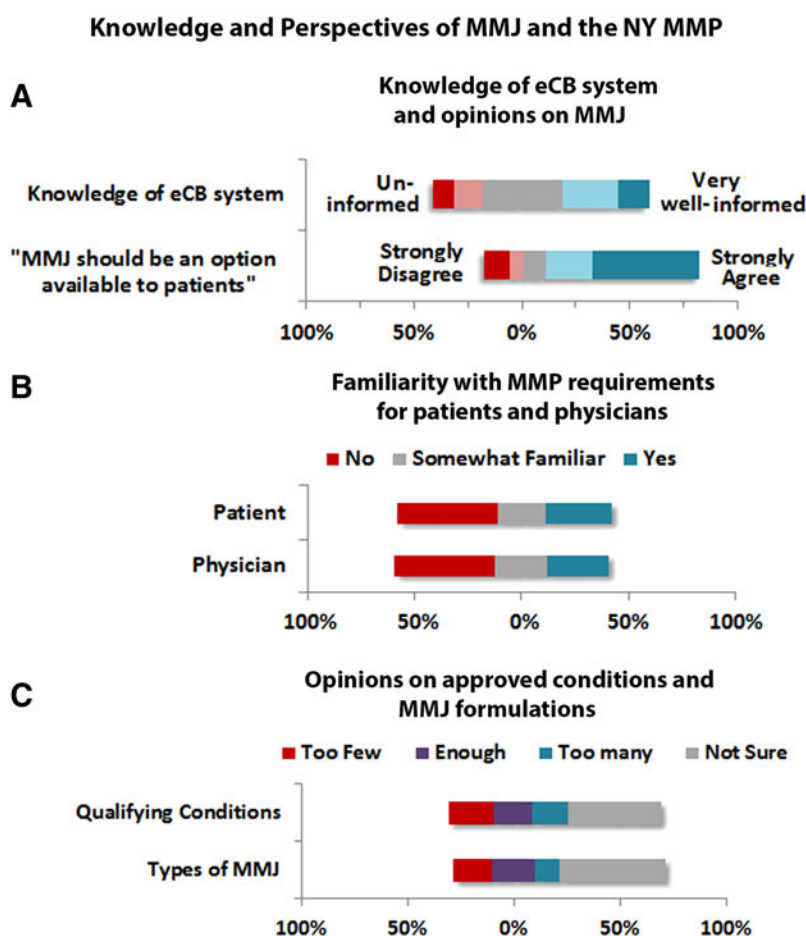 Knowledge and Perspectives of MMJ and the NY MMP
A
Knowledge of eCB system
and opinions on MMJ
Knowledge of eCB system
Un-
informed
Very
well-informed
"MMJ should be an option
available to patients"
Strongly
Disagree
Strongly
Agree
100% 50% 0% 50% 100%
B
Familiarity with MMP requirements
for patients and physicians
No Somewhat Familiar Yes
Patient
Physician
100% 50% 0% 50% 100%
C
Opinions on approved conditions and
MMJ formulations
Too Few Enough Too many Not Sure
Qualifying Conditions
Types of MMJ
100% 50% 0% 50% 100%